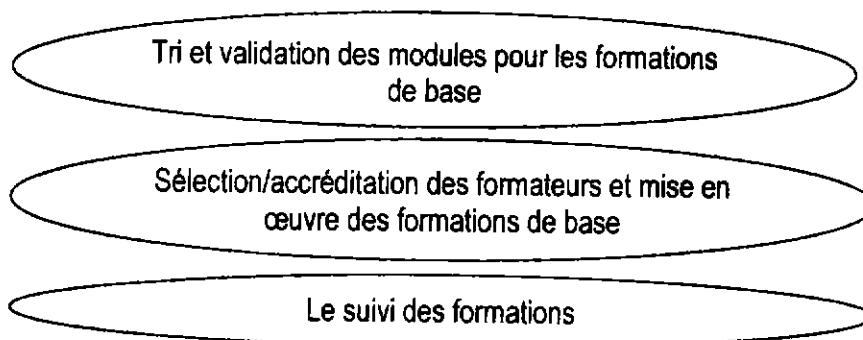 Tri et validation des modules pour les formations
de base
Sélection/accréditation des formateurs et mise en
œuvre des formations de base
Le suivi des formations